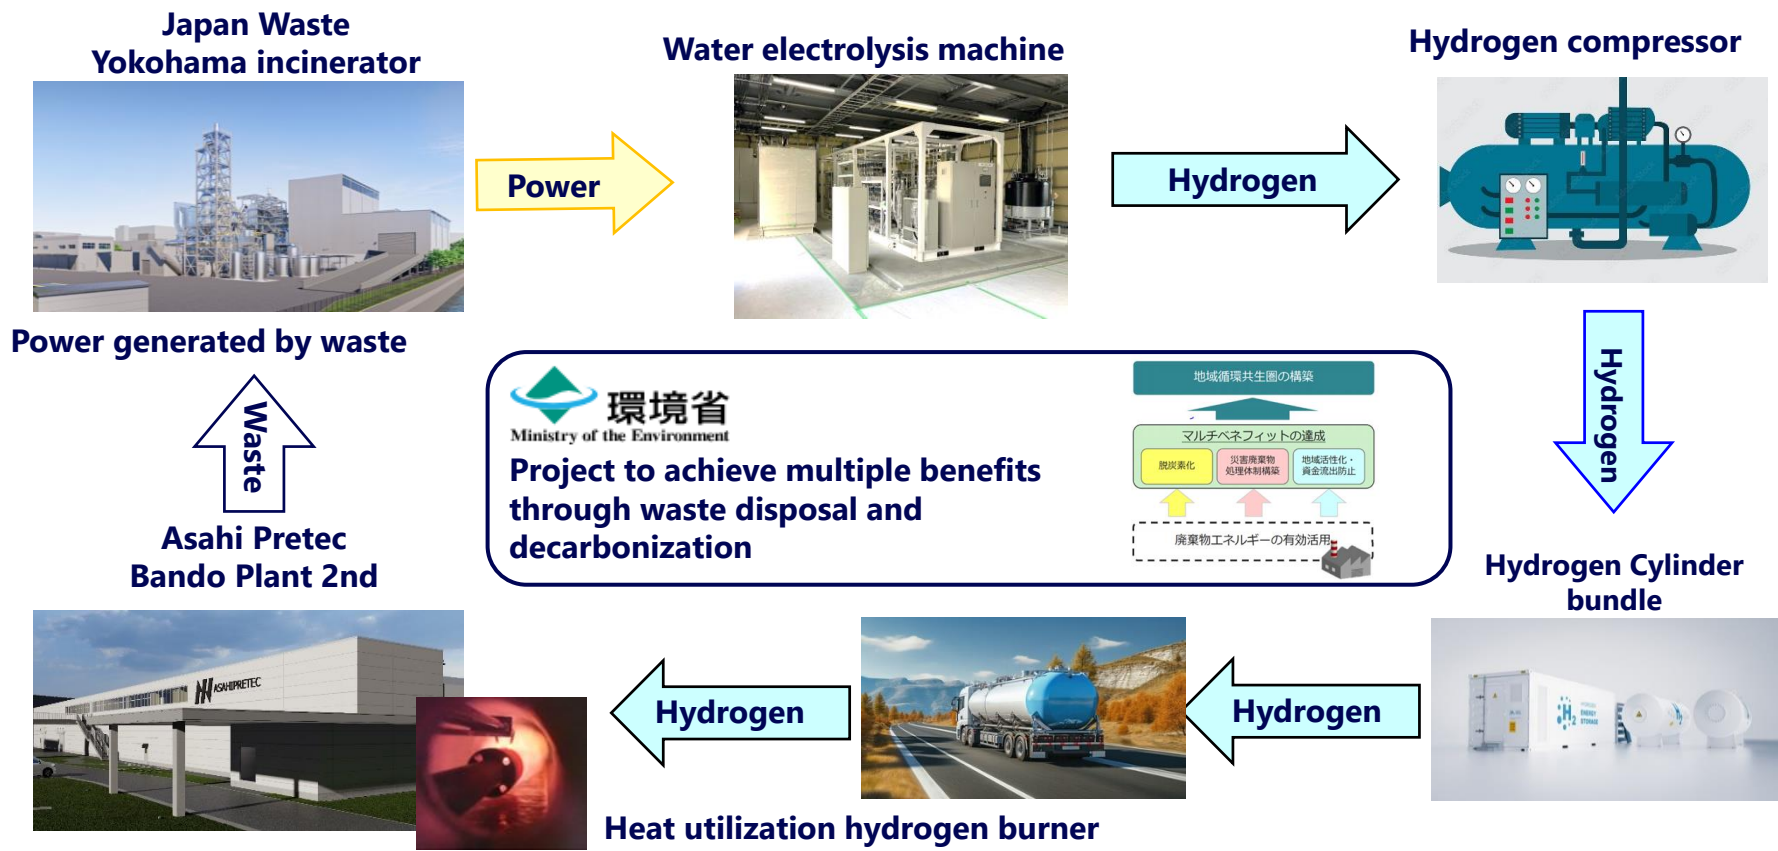 Japan Waste
Yokohama incinerator
Water electrolysis machine
Hydrogen compressor
Power
Hydrogen
Power generated by waste
Waste
Hydrogen
環境省
Ministry of the Environment
Project to achieve multiple benefits
through waste disposal and
decarbonization
地域循環共生圏の構築
マルチベネフィットの達成
脱炭素化
災害廃棄物
処理体制構築
地域活性化・
資金流出防止
廃棄物エネルギーの有効活用
Asahi Pretec
Bando Plant 2nd
Hydrogen Cylinder
bundle
ASAHIPRETEC
Hydrogen
Hydrogen
H2
HYDROGEN
ENERGY
STORAGE
Heat utilization hydrogen burner